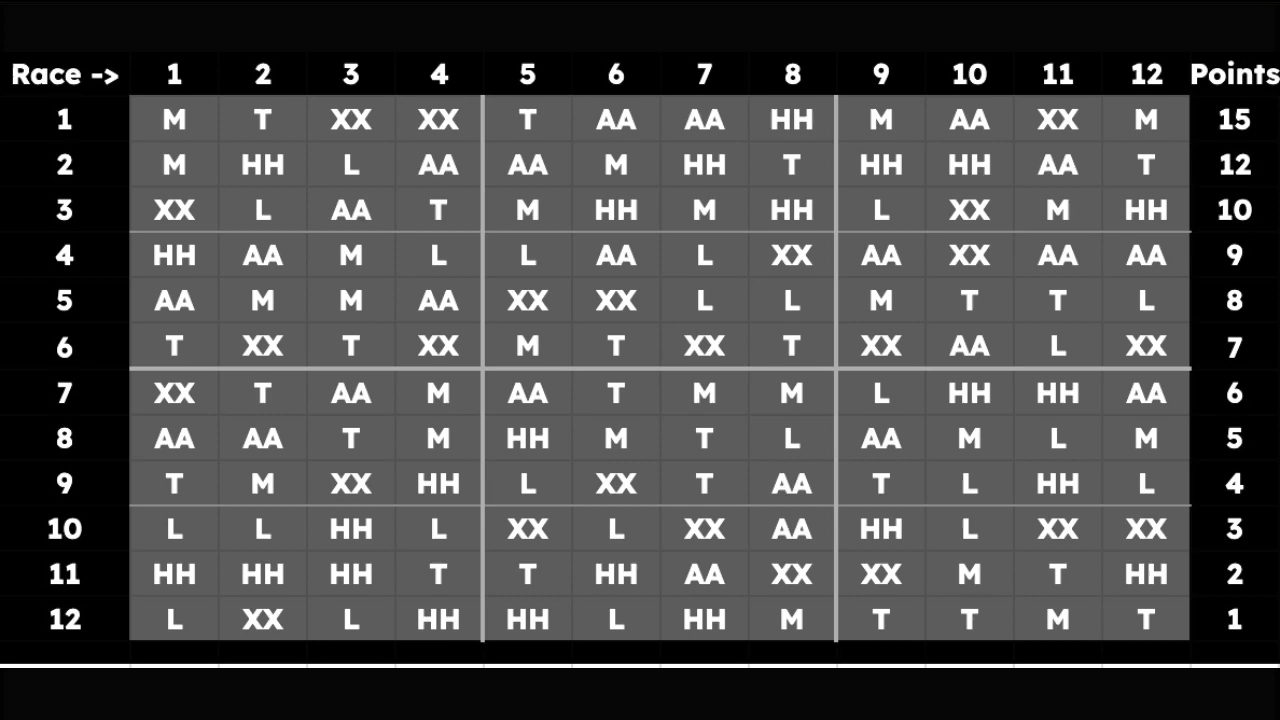 Race -> 1 2 3 4 5 6 7 8 9 10 11 12 Points
1 M T XX XX T AA AA HH M AA XX M 15
2 M HH L AA AA M HH T HH HH AA T 12
3 XX L AA T M HH M HH L XX M HH 10
4 HH AA M L L AA L XX AA XX AA AA 9
5 AA M M AA XX XX L L M T T L 8
6 T XX T XX M T XX T XX AA L XX 7
7 XX T AA M AA T M M L HH HH AA 6
8 AA AA T M HH M T L AA M L M 5
9 T M XX HH L XX T AA T L HH L 4
10 L L HH L XX L XX AA HH L XX XX 3
11 HH HH HH T T HH AA XX XX M T HH 2
12 L XX L HH HH L HH M T T M T 1